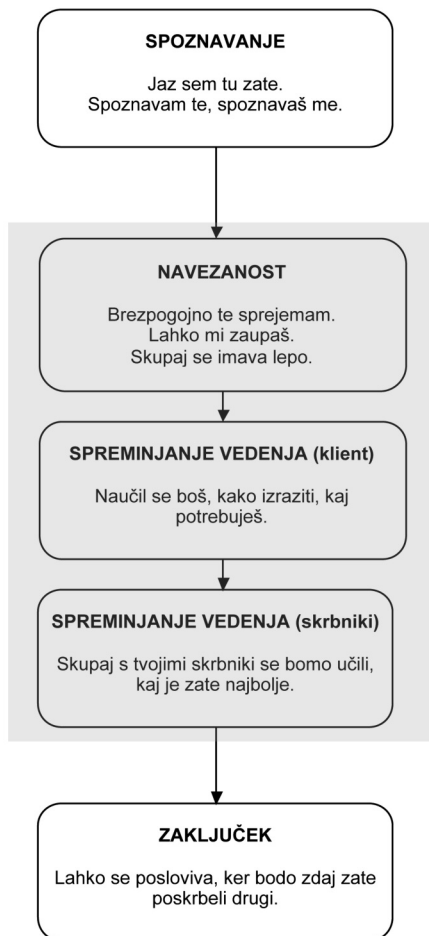 SPOZNAVANJE
Jaz sem tu zate.
Spoznavam te, spoznavaš me.
NAVEZANOST
Brezpogojno te sprejemam.
Lahko mi zaupaš.
Skupaj se imava lepo.
SPREMINJANJE VEDENJA (klient)
Naučil se boš, kako izraziti, kaj
potrebuješ.
SPREMINJANJE VEDENJA (skrbniki)
Skupaj s tvojimi skrbniki se bomo učili,
kaj je zate najbolje.
ZAKLJUČEK
Lahko se posloviva, ker bodo zdaj zate
poskrbeli drugi.